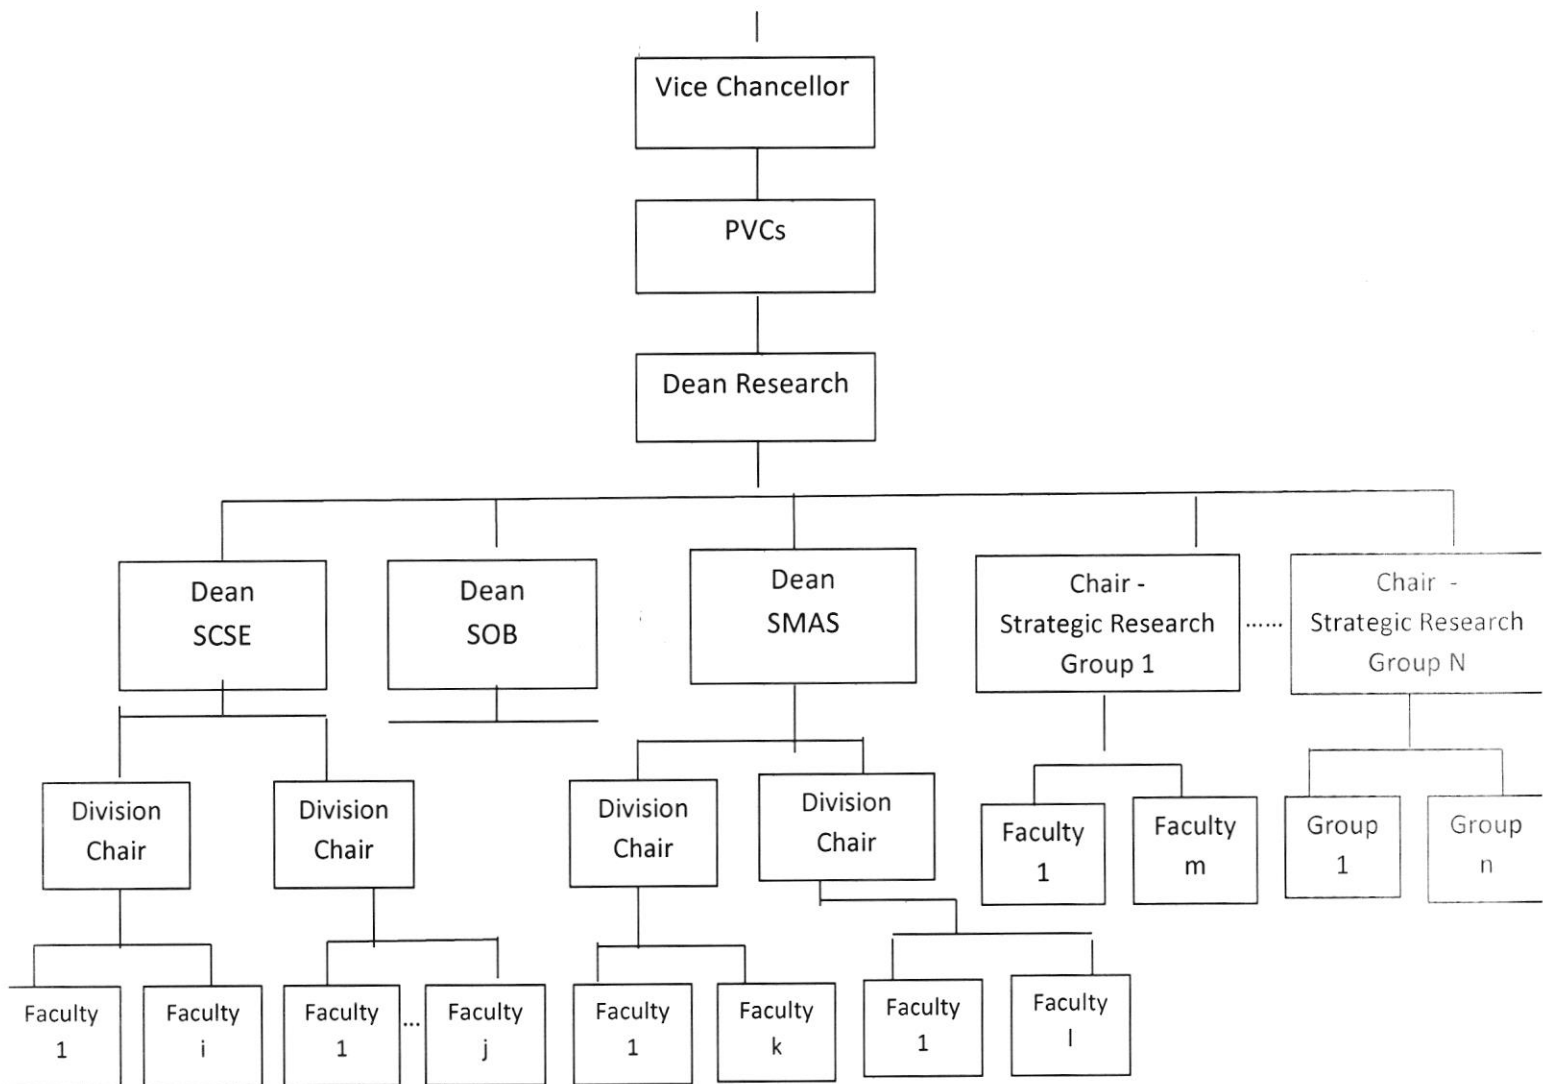 Vice Chancellor
PVCs
Dean Research
Dean
SCSE
Dean
SOB
Dean
SMAS
Chair -
Strategic Research
Group 1
......
Chair -
Strategic Research
Group N
Division
Chair
Division
Chair
Division
Chair
Division
Chair
Faculty
1
Faculty
m
Group
1
Group
n
Faculty
1
Faculty
i
Faculty
1
...
Faculty
j
Faculty
1
Faculty
k
Faculty
1
Faculty
l